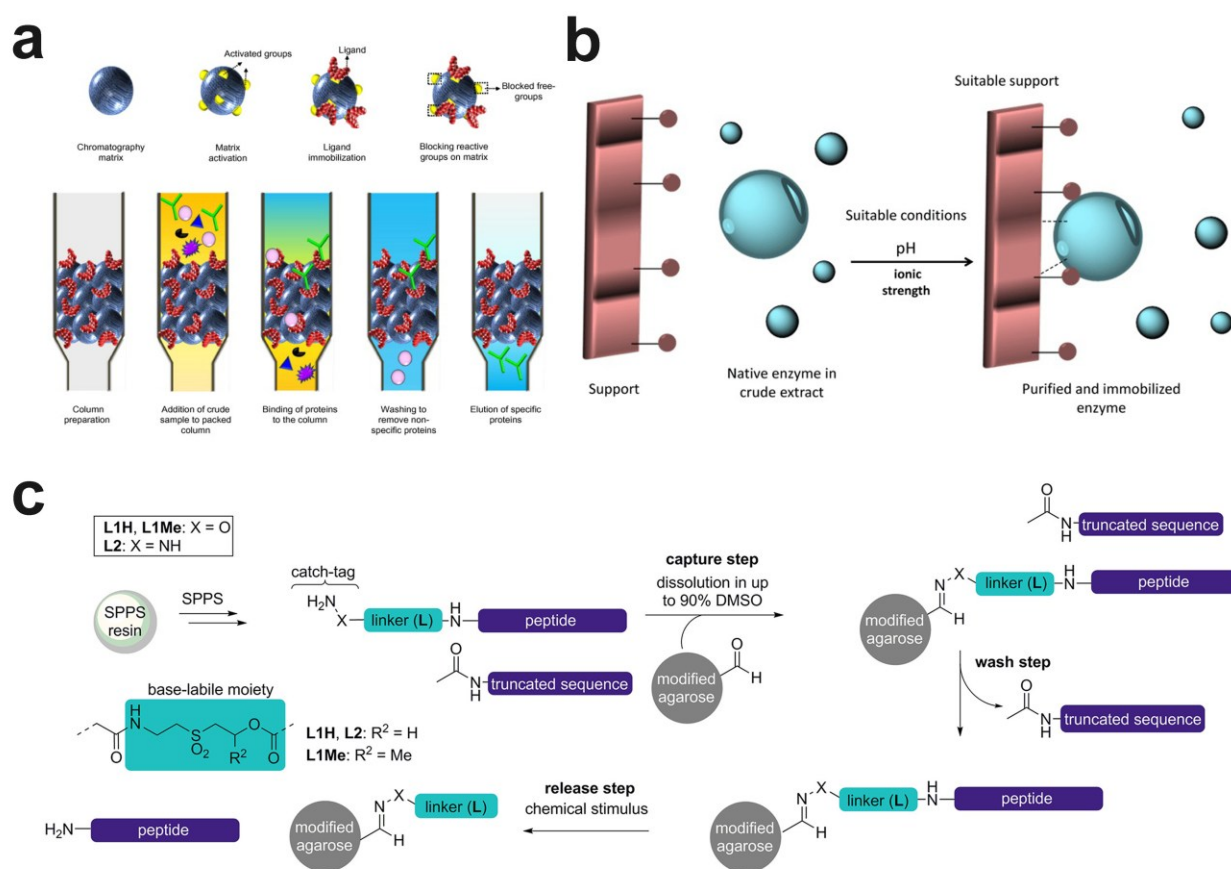 a
Activated groups
Ligand
Blocked free-
groups
Chromatography
matrix
Matrix
activation
Ligand
immobilization
Blocking reactive
groups on matrix
Column
preparation
Addition of crude
sample to packed
column
Binding of proteins
to the column
Washing to
remove non-
specific proteins
Elution of specific
proteins
b
Suitable support
Suitable conditions
pH
ionic
strength
Support
Native enzyme in
crude extract
Purified and immobilized
enzyme
c
L1H, L1Me: X = O
L2: X = NH
SPPS
resin
SPPS
catch-tag
H2N
X
linker (L)
H
N
peptide
O
N
H
truncated sequence
capture step
dissolution in up
to 90% DMSO
modified
agarose
O
H
O
N
H
truncated sequence
N
X
linker (L)
H
N
peptide
H
modified
agarose
wash step
O
N
H
truncated sequence
base-labile moiety
H
N
O
S
O2
R2
O
O
L1H, L2: R2 = H
L1Me: R2 = Me
N
X
linker (L)
H
N
peptide
H
modified
agarose
release step
chemical stimulus
N
X
linker (L)
H
modified
agarose
H2N
peptide